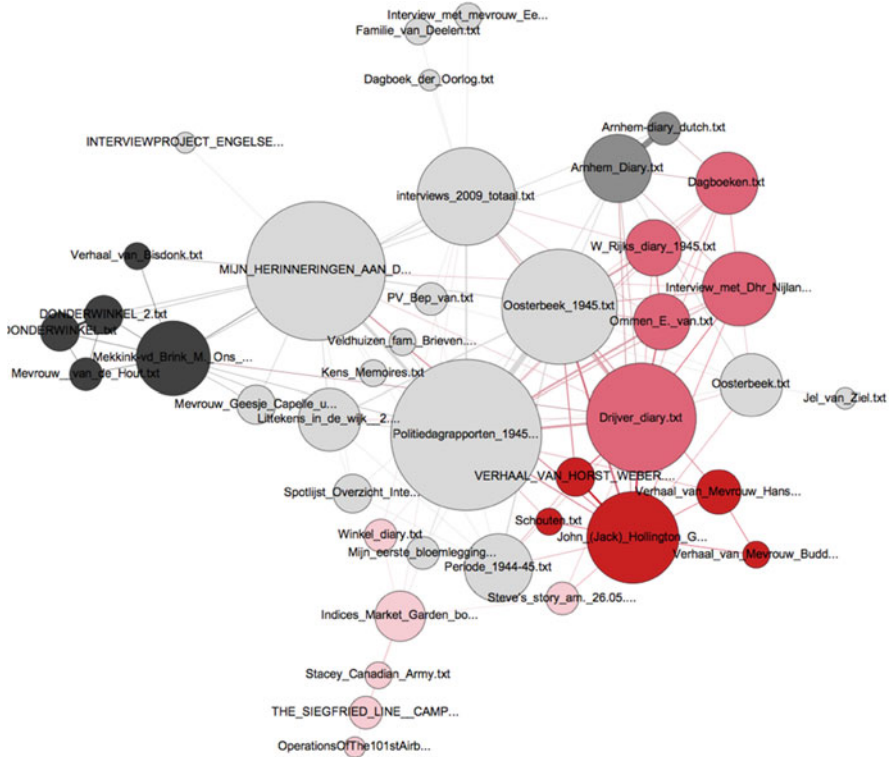 Interview_met_mevrouw_Ee...
Familie_van_Deelen.txt
Dagboek_der_Oorlog.txt
Arnhem-diary_dutch.txt
INTERVIEWPROJECT_ENGELSE...
Arnhem_Diary.txt
Dagboeken.txt
interviews_2009_totaal.txt
W_Rijks_diary_1945.txt
Verhaal_van_Bisdonk.txt
MIJN_HERINNERINGEN_AAN_D...
Interview_met_Dhr_Nijlan...
PV_Bep_van.txt
Oosterbeek_1945.txt
DONDERWINKEL_2.txt
Ommen_E._van.txt
DONDERWINKEL.txt
Veldhuizen_fam._Brieven....
Mekkink-vd_Brink_M._Ons_...
Mevrouw__van_de_Hout.txt
Kens_Memoires.txt
Oosterbeek.txt
Jel_van_Ziel.txt
Mevrouw_Geesje_Capelle_u...
Littekens_in_de_wijk__2....
Drijver_diary.txt
Politiedagrapporten_1945...
VERHAAL_VAN_HORST_WEBER....
Spotlijst_Overzicht_Inte...
Verhaal_van_Mevrouw_Hans...
Schouten.txt
Winkel_diary.txt
John_(Jack)_Hollington_G...
Mijn_eerste_bloemlegging...
Verhaal_van_Mevrouw_Budd...
Periode_1944-45.txt
Steve's_story_am._26.05....
Indices_Market_Garden_bo...
Stacey_Canadian_Army.txt
THE_SIEGFRIED_LINE__CAMP...
OperationsOfThe101stAirb...